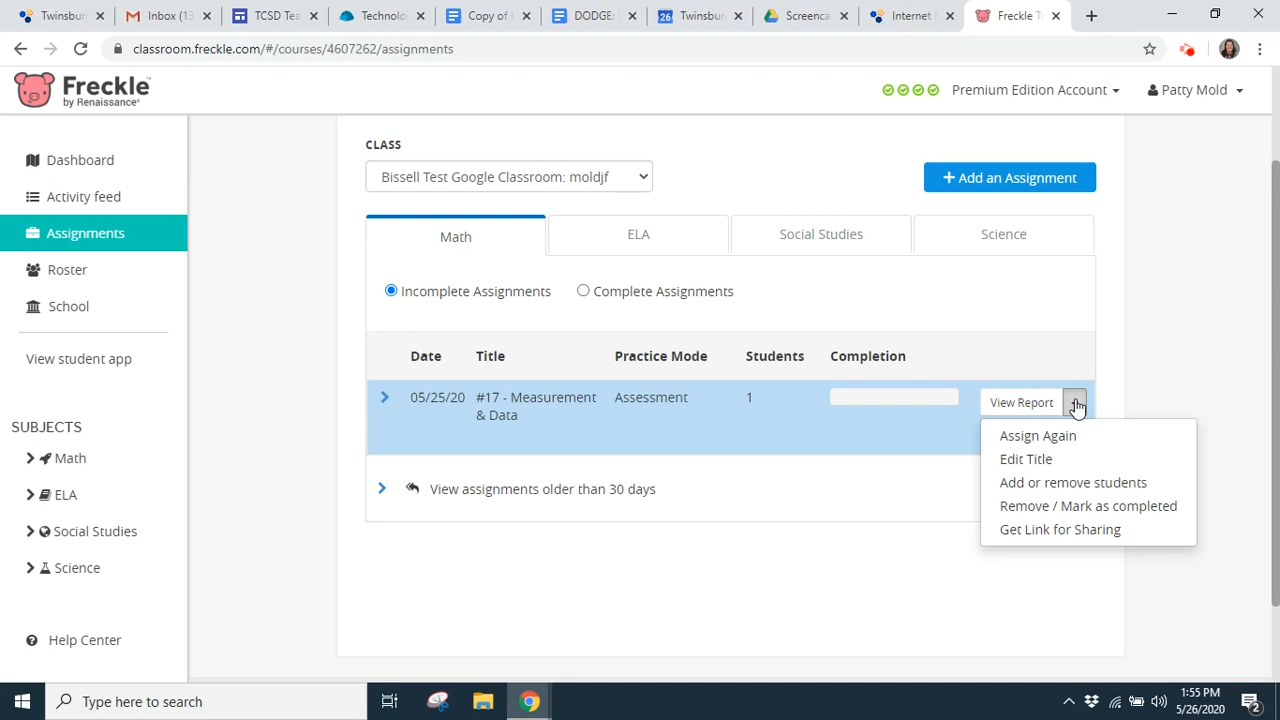 Twinsbur
Inbox (13
TCSD Tea
Technolo
Copy of F
DODGE:
26
Twinsbur
Screenca
Internet
Freckle T
classroom.freckle.com/#/courses/4607262/assignments
Freckle
by Renaissance
Premium Edition Account
Patty Mold
Dashboard
Activity feed
Assignments
Roster
School
View student app
SUBJECTS
Math
ELA
Social Studies
Science
Help Center
CLASS
Bissell Test Google Classroom: moldjf
+ Add an Assignment
Math
ELA
Social Studies
Science
Incomplete Assignments
Complete Assignments
Date
Title
Practice Mode
Students
Completion
05/25/20
#17 - Measurement
& Data
Assessment
1
View Report
Assign Again
Edit Title
Add or remove students
Remove / Mark as completed
Get Link for Sharing
View assignments older than 30 days
Type here to search
1:55 PM
5/26/2020
2